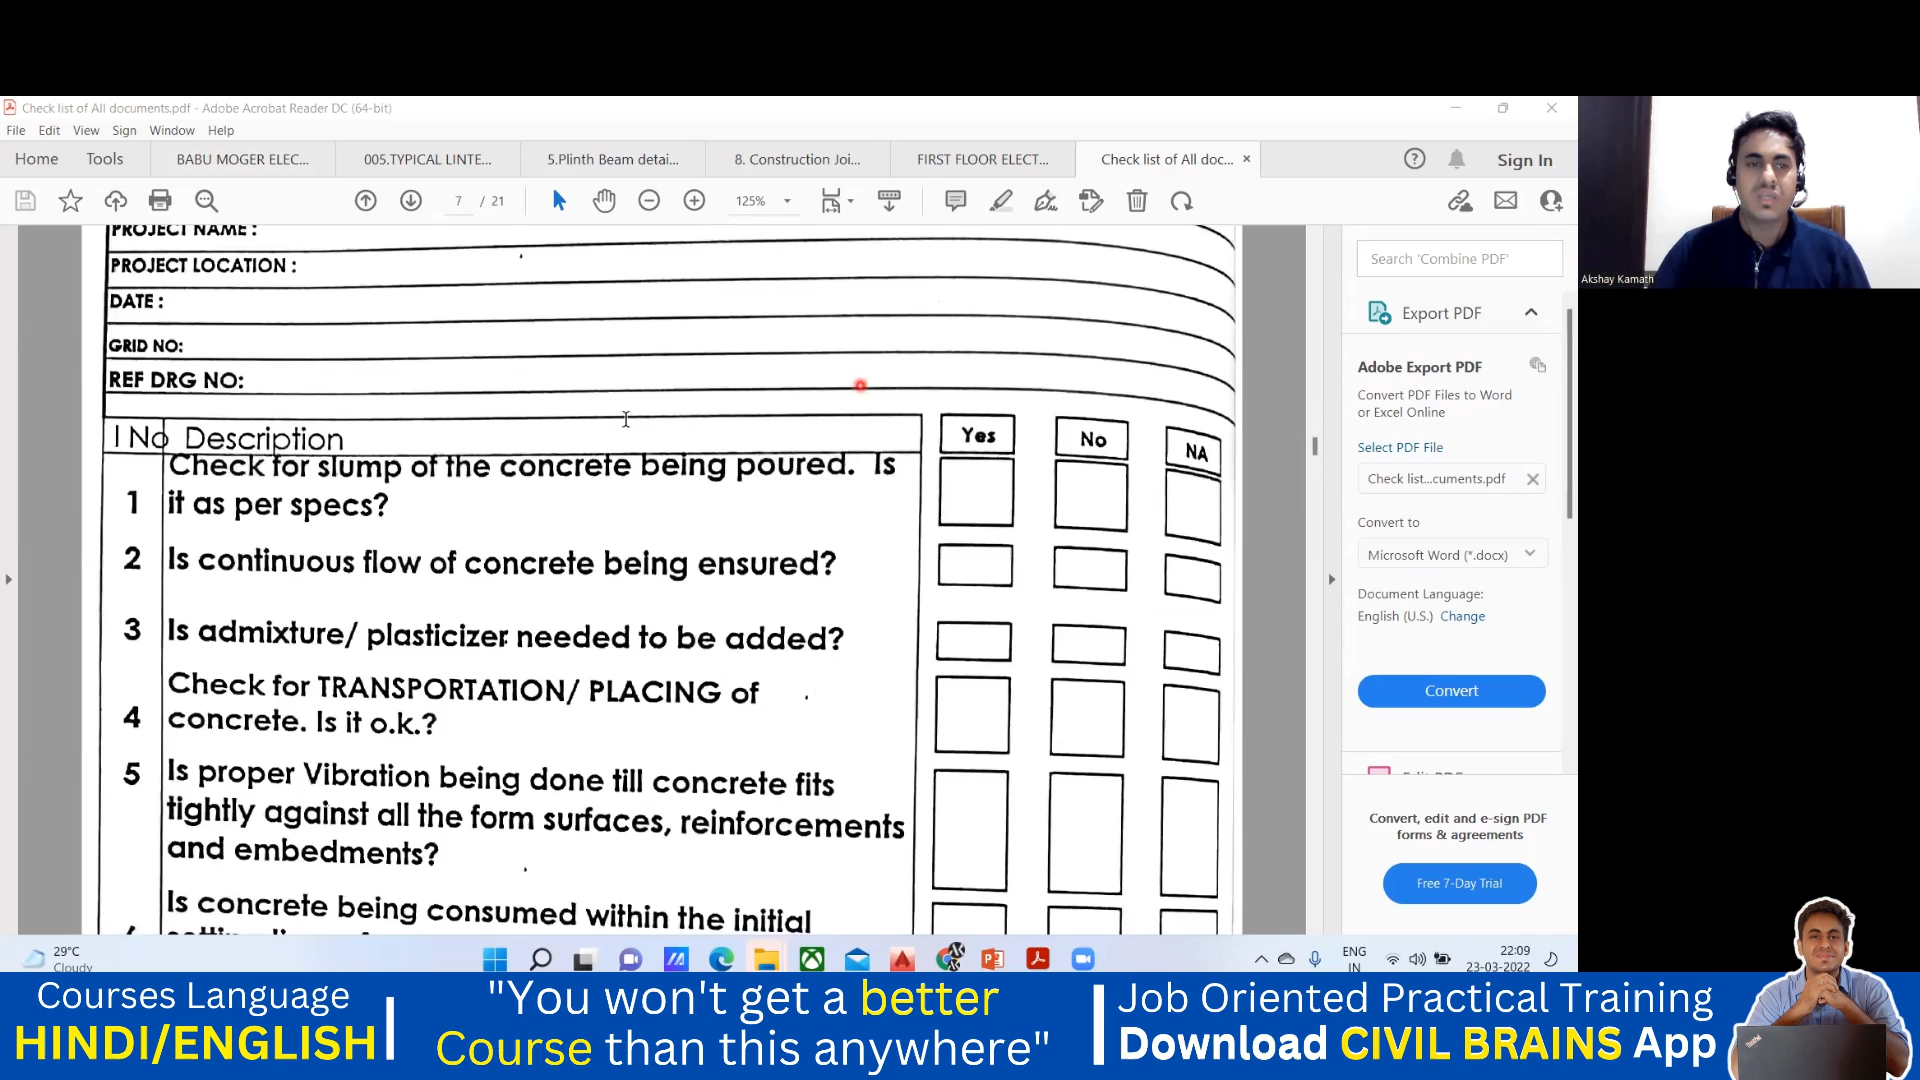 Check list of All documents.pdf - Adobe Acrobat Reader DC (64-bit)
File Edit View Sign Window Help
Home Tools BABU MOGER ELEC... 005.TYPICAL LINTE... 5.Plinth Beam detai... 8. Construction Joi... FIRST FLOOR ELECT... Check list of All doc... Sign In
7 / 21 125%
PROJECT NAME :
PROJECT LOCATION :
DATE :
GRID NO:
REF DRG NO:
l No Description Yes No NA
1 Check for slump of the concrete being poured. Is
it as per specs?
2 Is continuous flow of concrete being ensured?
3 Is admixture/ plasticizer needed to be added?
4 Check for TRANSPORTATION/ PLACING of
concrete. Is it o.k.?
5 Is proper Vibration being done till concrete fits
tightly against all the form surfaces, reinforcements
and embedments?
Is concrete being consumed within the initial
Search 'Combine PDF'
Export PDF
Adobe Export PDF
Convert PDF Files to Word
or Excel Online
Select PDF File
Check list...cuments.pdf
Convert to
Microsoft Word (*.docx)
Document Language:
English (U.S.) Change
Convert
Convert, edit and e-sign PDF
forms & agreements
Free 7-Day Trial
Akshay Kamath
29°C
Cloudy
ENG
IN
22:09
23-03-2022
Courses Language
HINDI/ENGLISH
"You won't get a better
Course than this anywhere"
Job Oriented Practical Training
Download CIVIL BRAINS App